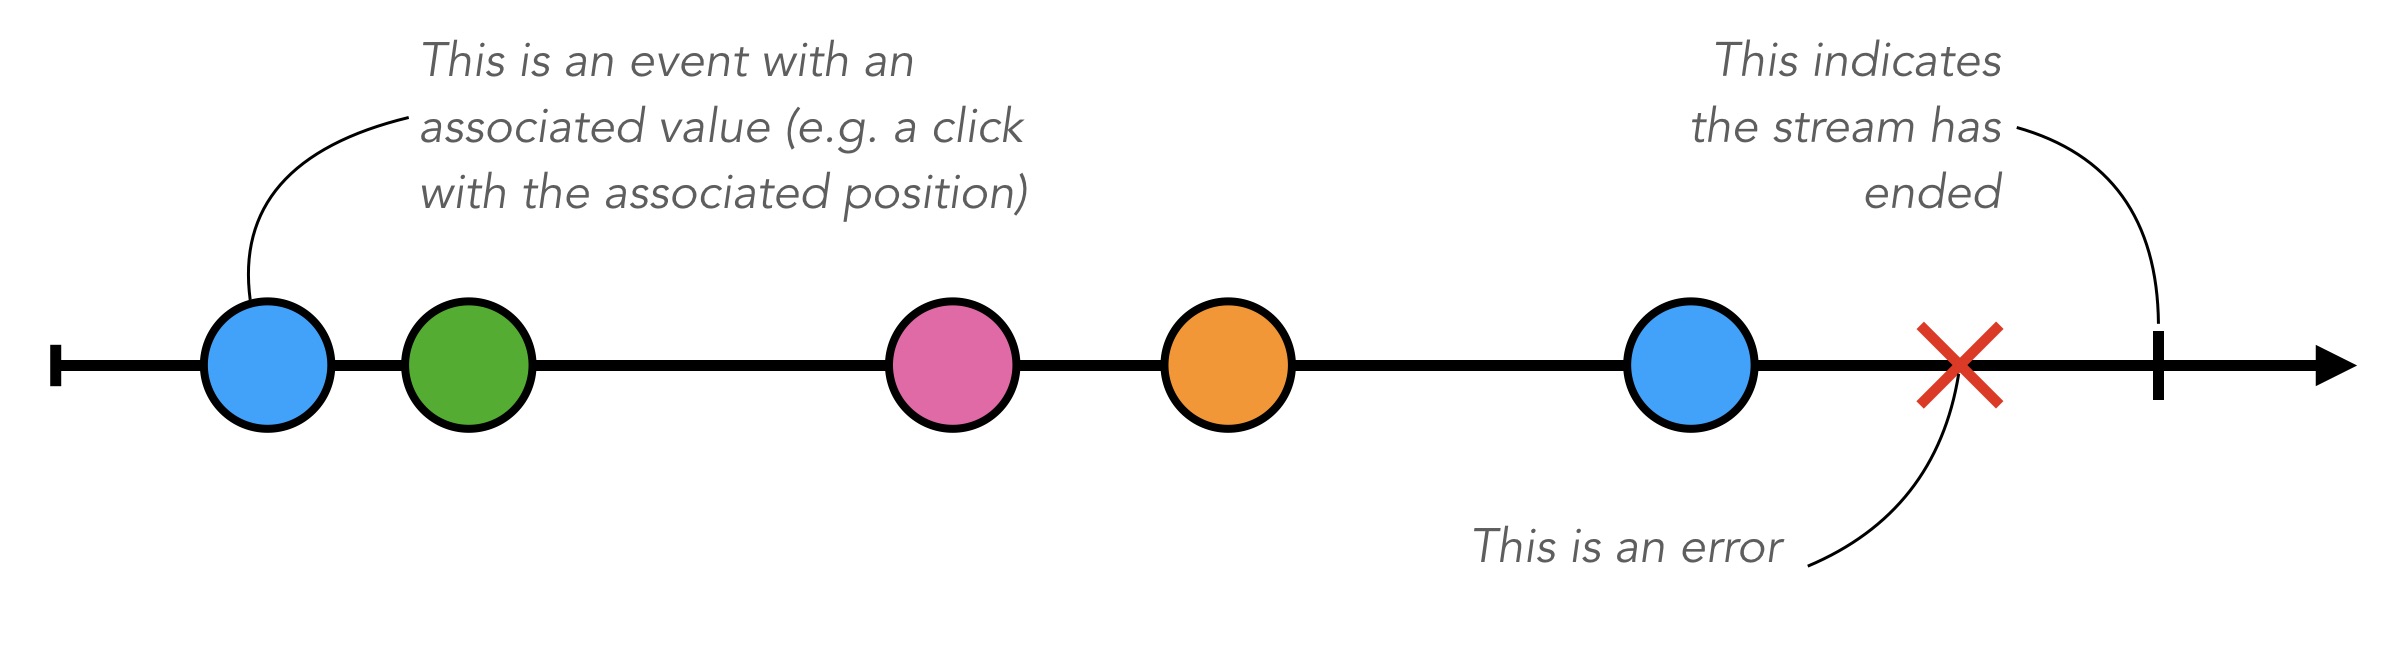 This is an event with an
associated value (e.g. a click
with the associated position)
This indicates
the stream has
ended
This is an error